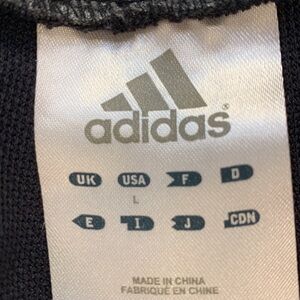 adidas®
UK USA F D
L
E I J CDN
MADE IN CHINA
FABRIQUÉ EN CHINE